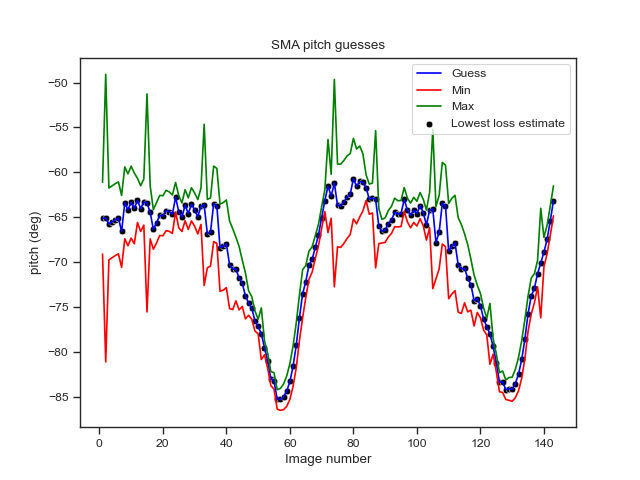 SMA pitch guesses
Guess
Min
Max
Lowest loss estimate
pitch (deg)
−50
−55
−60
−65
−70
−75
−80
−85
0 20 40 60 80 100 120 140
Image number